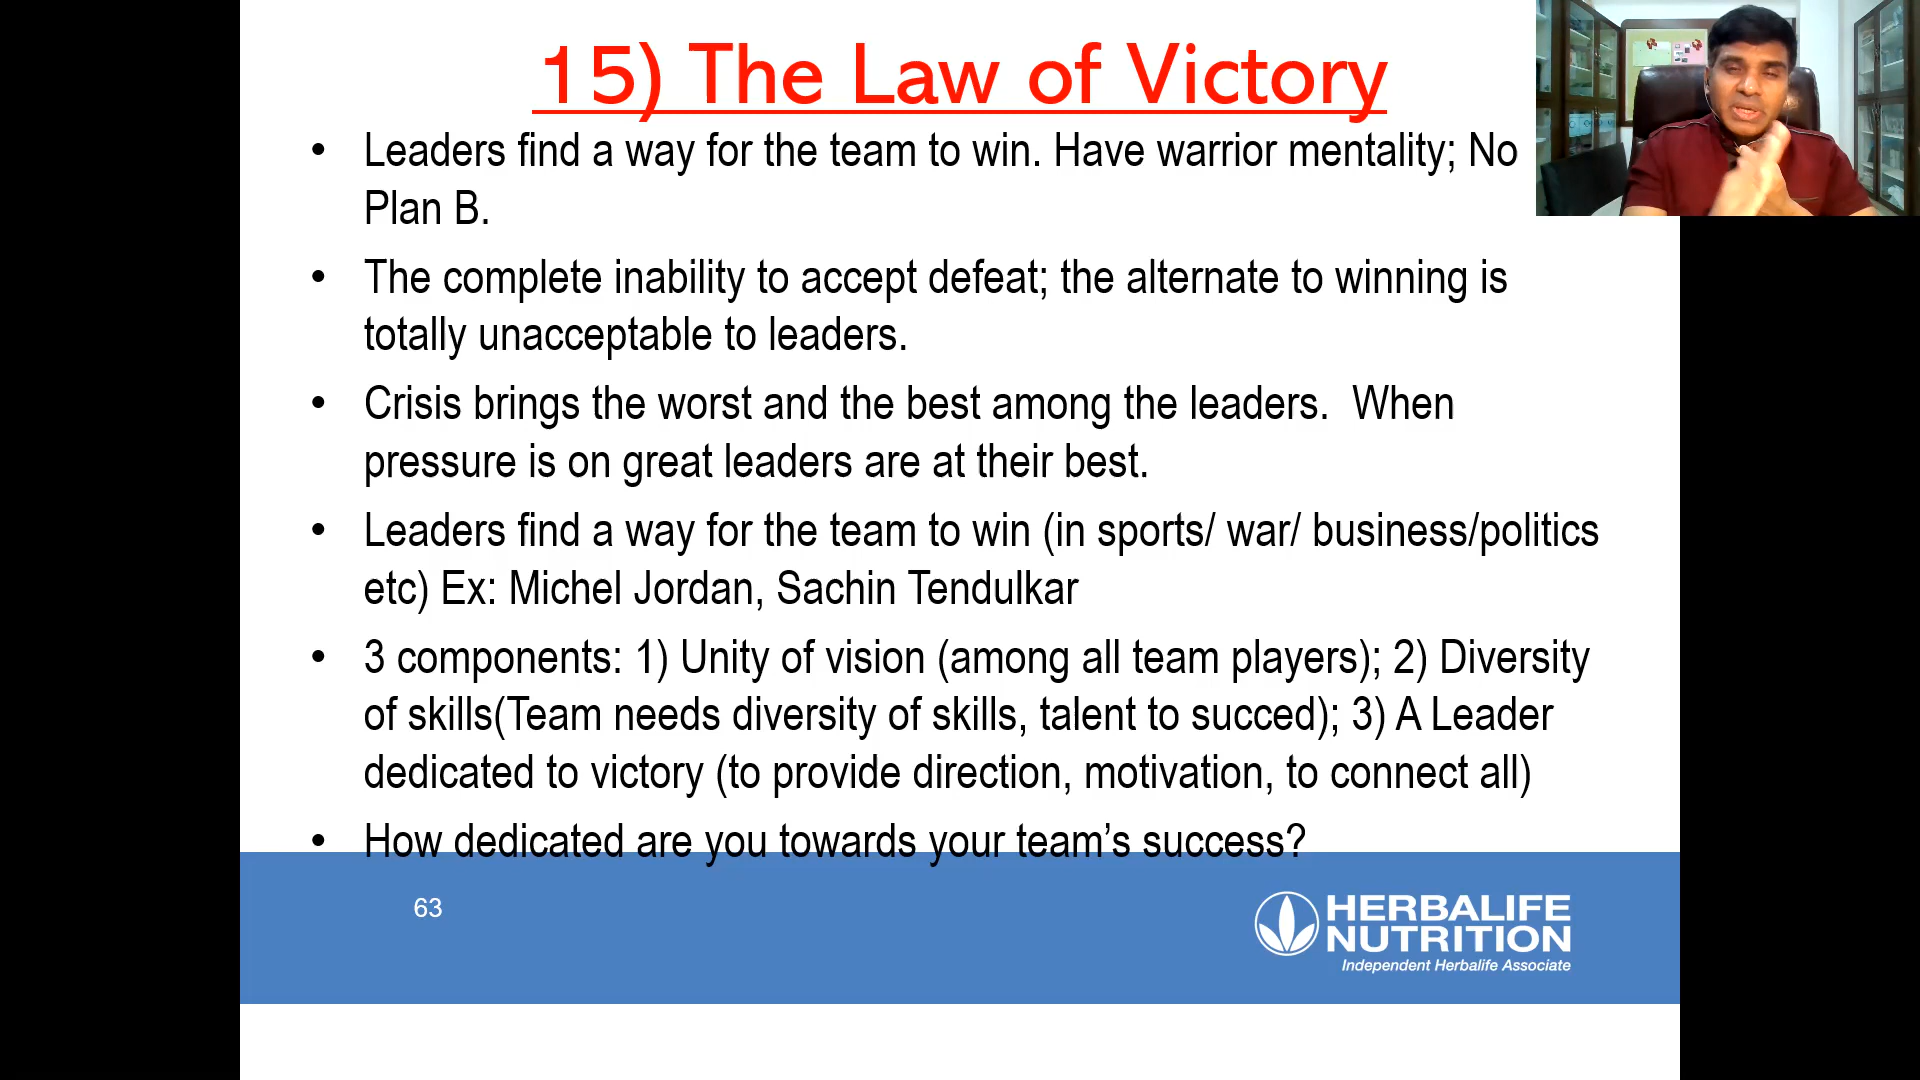 15) The Law of Victory
• Leaders find a way for the team to win. Have warrior mentality; No
Plan B.
• The complete inability to accept defeat; the alternate to winning is
totally unacceptable to leaders.
• Crisis brings the worst and the best among the leaders.  When
pressure is on great leaders are at their best.
• Leaders find a way for the team to win (in sports/ war/ business/politics
etc) Ex: Michel Jordan, Sachin Tendulkar
• 3 components: 1) Unity of vision (among all team players); 2) Diversity
of skills(Team needs diversity of skills, talent to succed); 3) A Leader
dedicated to victory (to provide direction, motivation, to connect all)
• How dedicated are you towards your team’s success?
63
HERBALIFE
NUTRITION
Independent Herbalife Associate